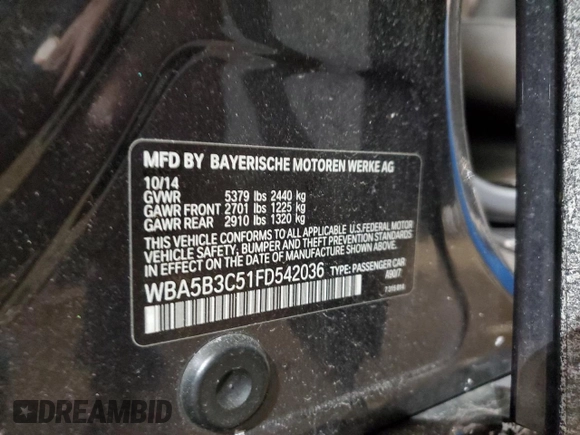 MFD BY BAYERISCHE MOTOREN WERKE AG
10/14
GVWR 5379 lbs 2440 kg
GAWR FRONT 2701 lbs 1225 kg
GAWR REAR 2910 lbs 1320 kg
THIS VEHICLE CONFORMS TO ALL APPLICABLE U.S.FEDERAL MOTOR
VEHICLE SAFETY, BUMPER AND THEFT PREVENTION STANDARDS
IN EFFECT ON THE DATE OF MANUFACTURE SHOWN ABOVE.
WBA5B3C51FD542036 TYPE: PASSENGER CAR
A90/7
DREAMBID